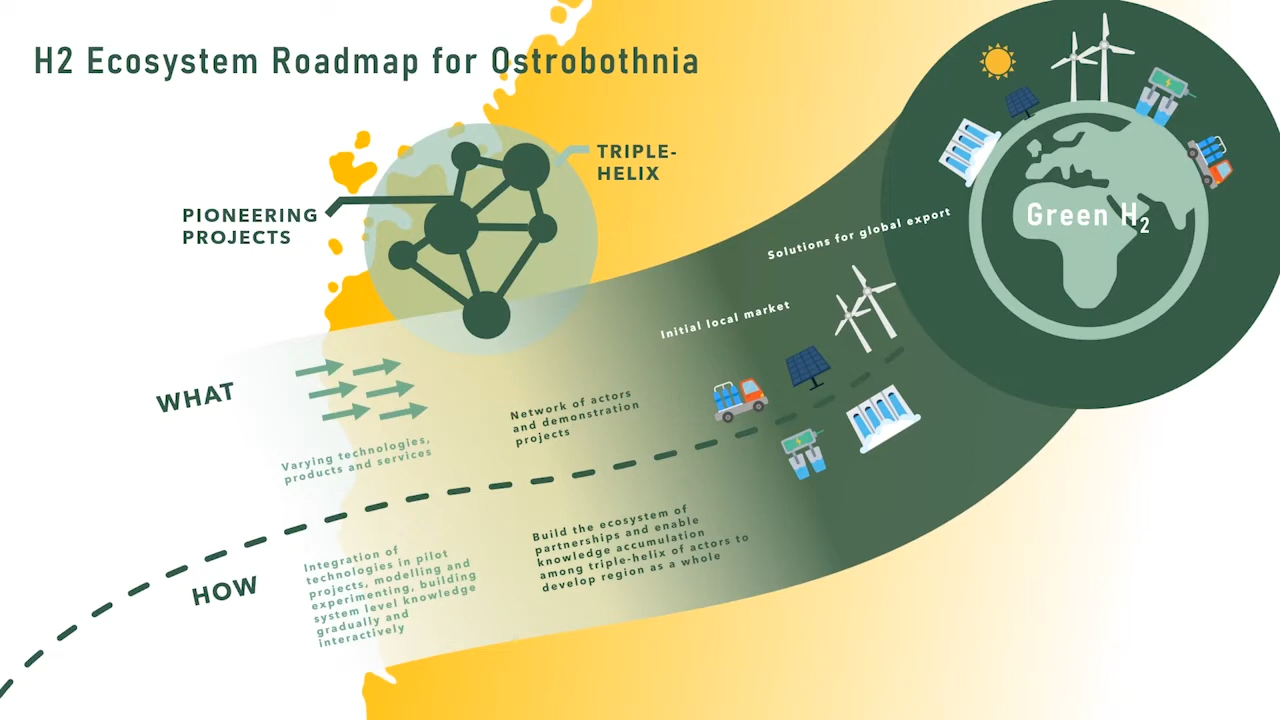 H2 Ecosystem Roadmap for Ostrobothnia
TRIPLE-
HELIX
PIONEERING
PROJECTS
Green H₂
Solutions for global export
Initial local market
WHAT
Varying technologies,
products and services
Network of actors
and demonstration
projects
HOW
Integration of
technologies in pilot
projects, modelling and
experimenting, building
system level knowledge
gradually and
interactively
Build the ecosystem of
partnerships and enable
knowledge accumulation
among triple-helix of actors to
develop region as a whole